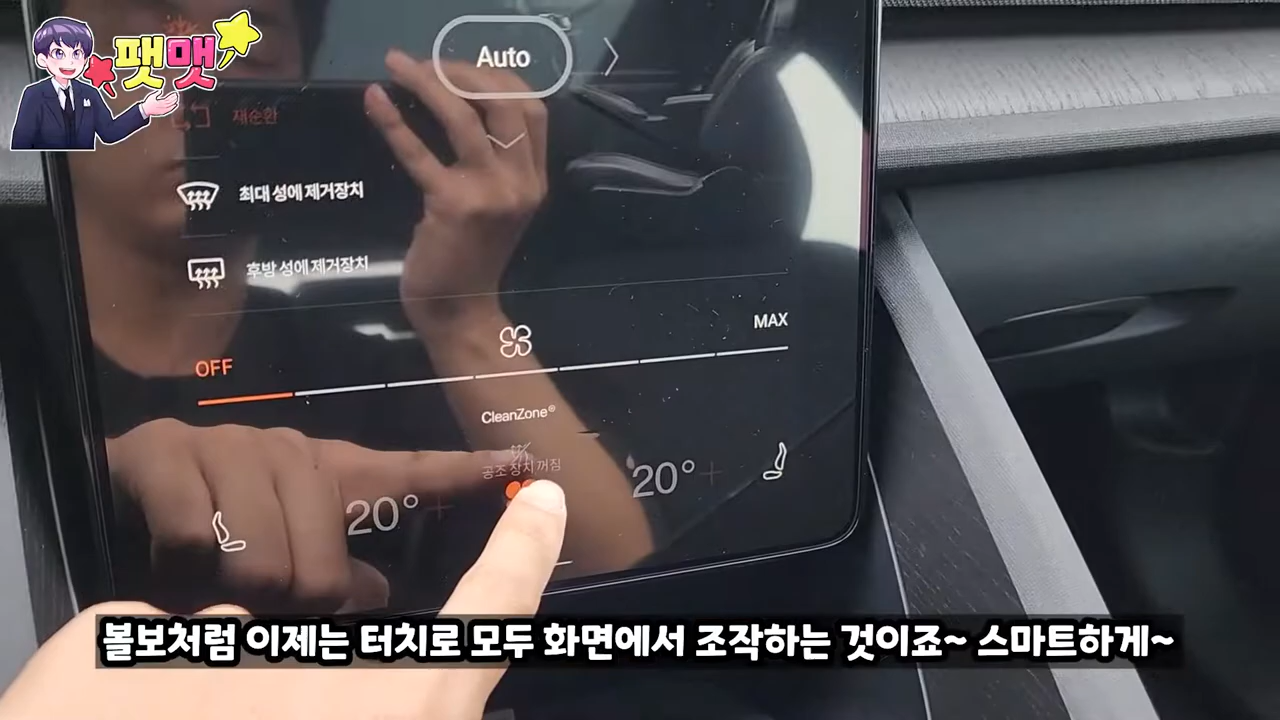 팻맷
Auto
재순환
최대 성에 제거장치
후방 성에 제거장치
OFF
MAX
CleanZone®
공조 장치 꺼짐
20° +
20° +
볼보처럼 이제는 터치로 모두 화면에서 조작하는 것이죠~ 스마트하게~